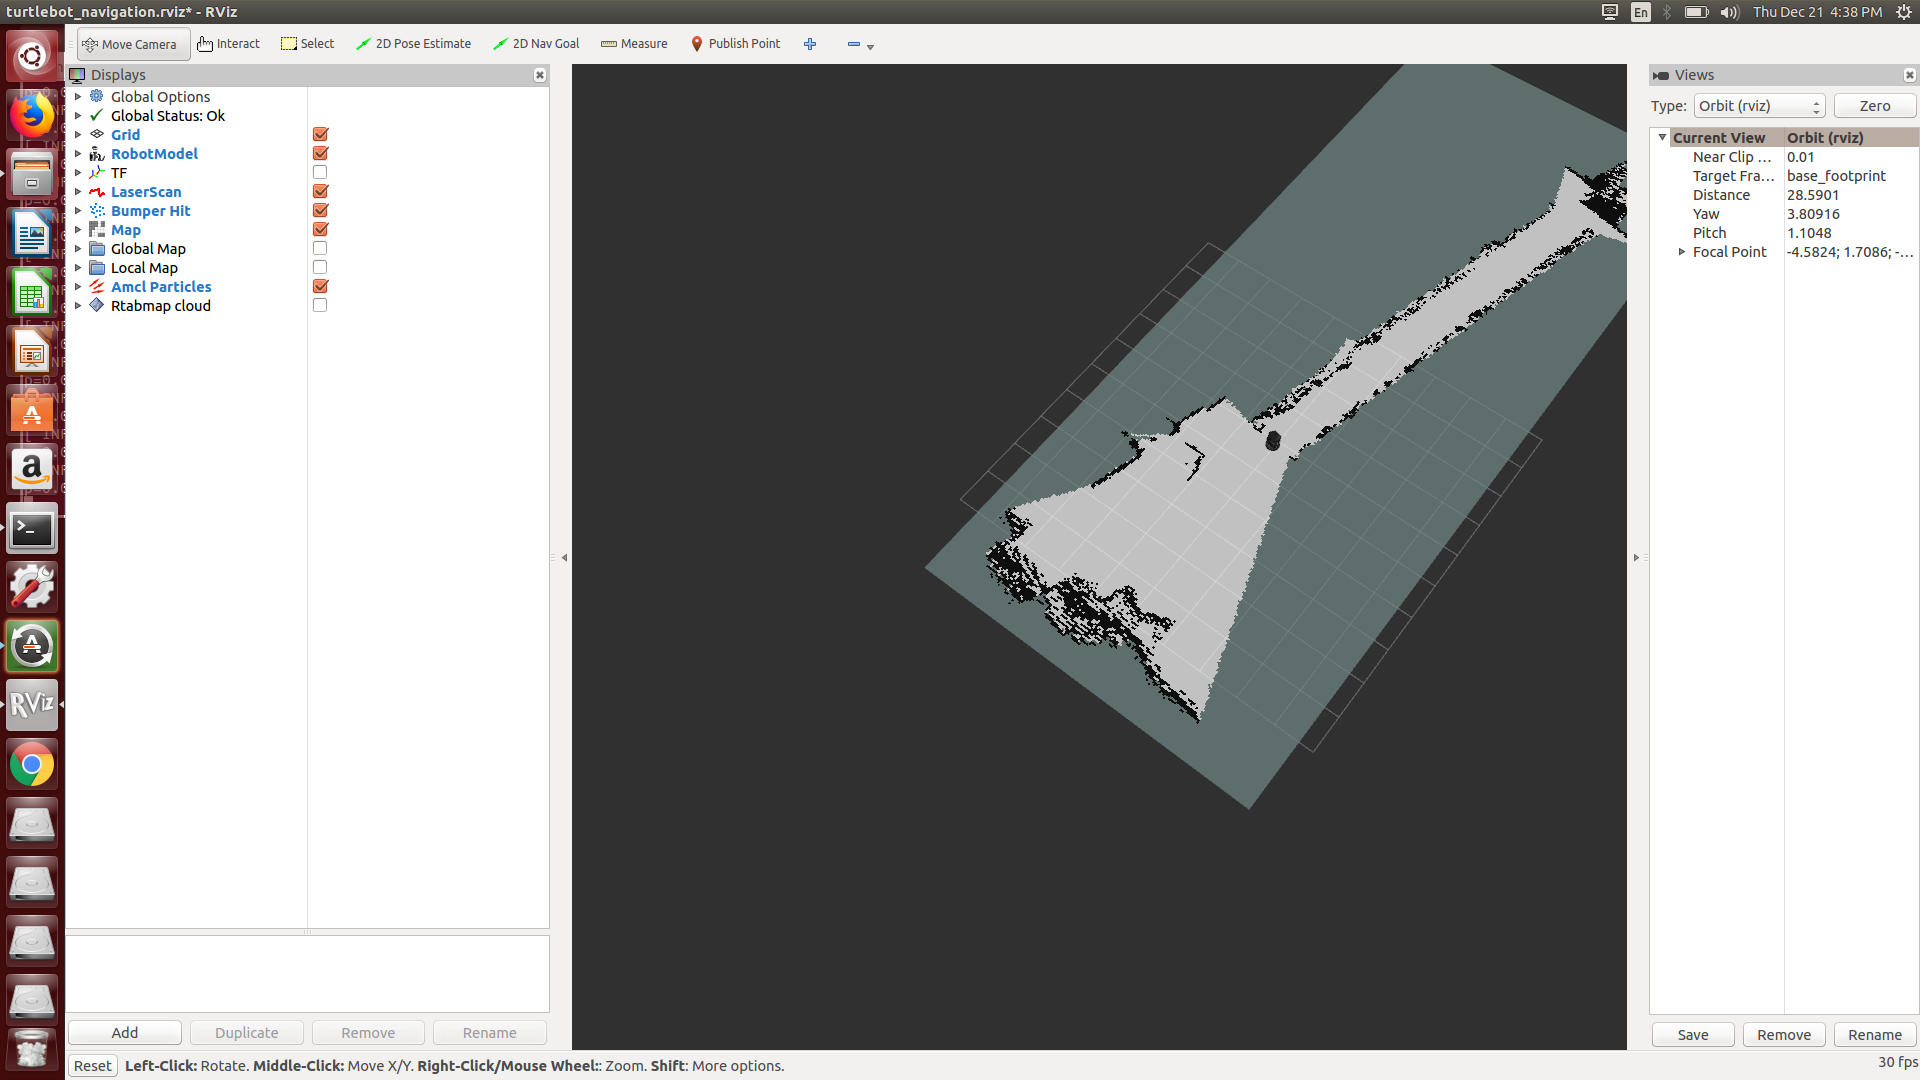 turtlebot_navigation.rviz* - RViz
En
Thu Dec 21 4:38 PM
Move Camera
Interact
Select
2D Pose Estimate
2D Nav Goal
Measure
Publish Point
Displays
Global Options
Global Status: Ok
Grid
RobotModel
TF
LaserScan
Bumper Hit
Map
Global Map
Local Map
Amcl Particles
Rtabmap cloud
Add
Duplicate
Remove
Rename
Views
Type:
Orbit (rviz)
Zero
Current View Orbit (rviz)
Near Clip ... 0.01
Target Fra... base_footprint
Distance 28.5901
Yaw 3.80916
Pitch 1.1048
Focal Point -4.5824; 1.7086; -...
Save
Remove
Rename
RViz
Reset
Left-Click: Rotate. Middle-Click: Move X/Y. Right-Click/Mouse Wheel:: Zoom. Shift: More options.
30 fps